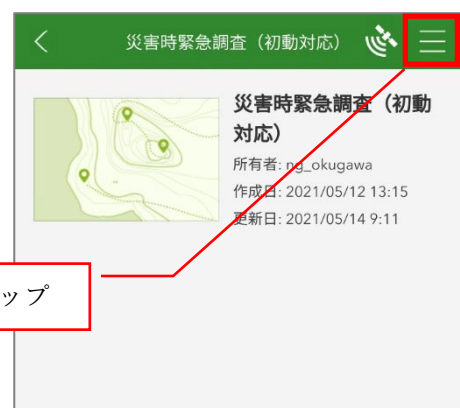 災害時緊急調査（初動対応）
災害時緊急調査（初動
対応）
所有者: ng_okugawa
作成日: 2021/05/12 13:15
更新日: 2021/05/14 9:11
ップ